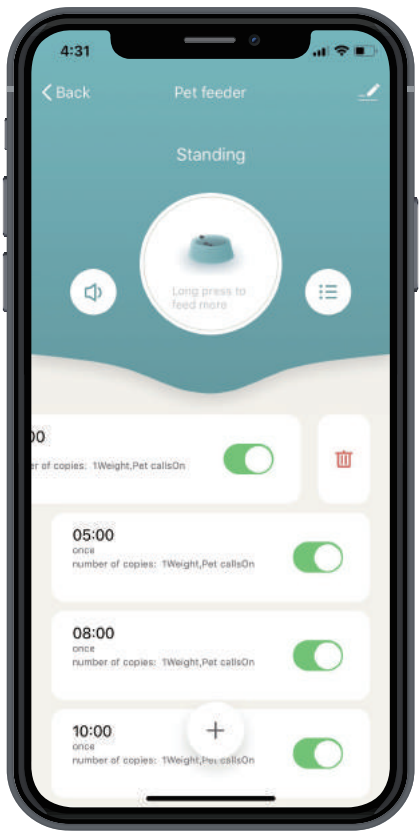 4:31
Back
Pet feeder
Standing
Long press to
feed more
00
er of copies: 1Weight,Pet callsOn
05:00
once
number of copies: 1Weight,Pet callsOn
08:00
once
number of copies: 1Weight,Pet callsOn
10:00
once
number of copies: 1Weight,Pet callsOn